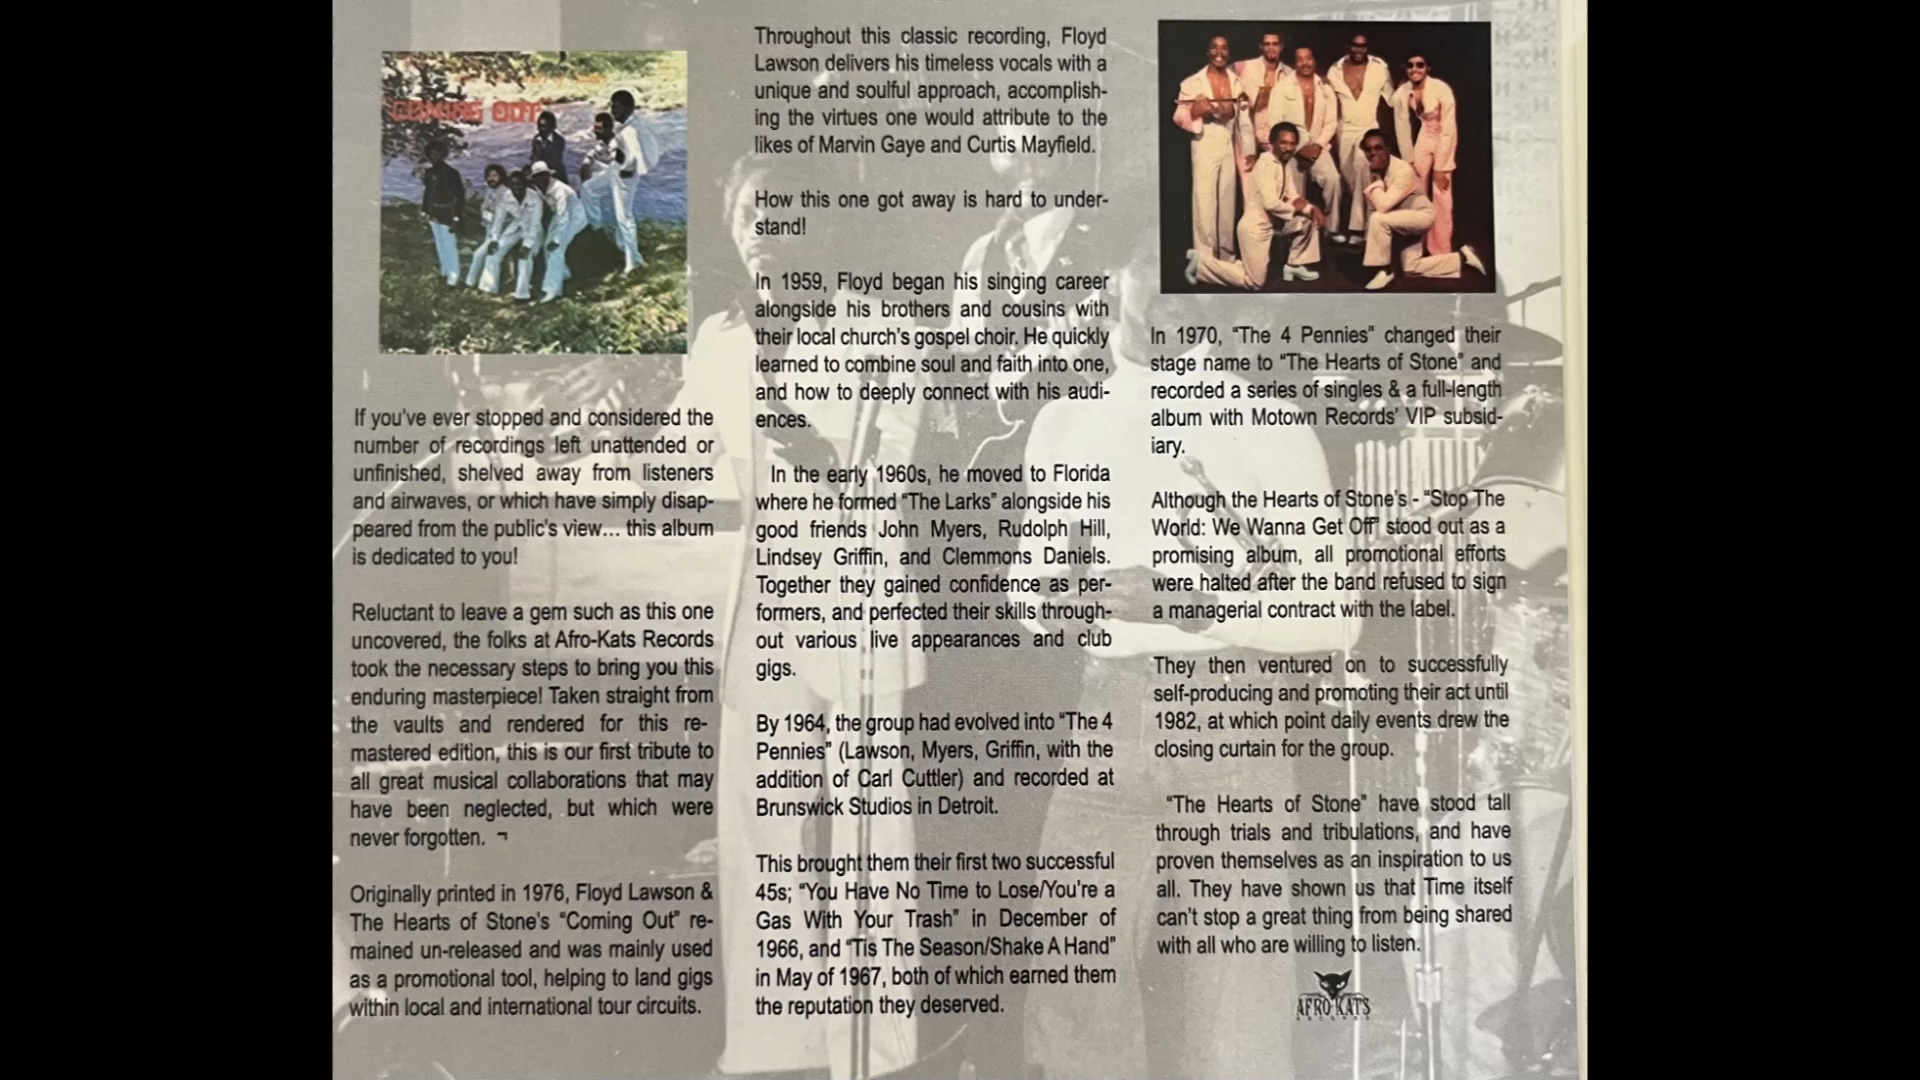 COMING OUT
If you've ever stopped and considered the
number of recordings left unattended or
unfinished, shelved away from listeners
and airwaves, or which have simply disap-
peared from the public's view... this album
is dedicated to you!
Reluctant to leave a gem such as this one
uncovered, the folks at Afro-Kats Records
took the necessary steps to bring you this
enduring masterpiece! Taken straight from
the vaults and rendered for this re-
mastered edition, this is our first tribute to
all great musical collaborations that may
have been neglected, but which were
never forgotten. ¬
Originally printed in 1976, Floyd Lawson &
The Hearts of Stone's “Coming Out” re-
mained un-released and was mainly used
as a promotional tool, helping to land gigs
within local and international tour circuits.
Throughout this classic recording, Floyd
Lawson delivers his timeless vocals with a
unique and soulful approach, accomplish-
ing the virtues one would attribute to the
likes of Marvin Gaye and Curtis Mayfield.
How this one got away is hard to under-
stand!
In 1959, Floyd began his singing career
alongside his brothers and cousins with
their local church's gospel choir. He quickly
learned to combine soul and faith into one,
and how to deeply connect with his audi-
ences.
In the early 1960s, he moved to Florida
where he formed “The Larks” alongside his
good friends John Myers, Rudolph Hill,
Lindsey Griffin, and Clemmons Daniels.
Together they gained confidence as per-
formers, and perfected their skills through-
out various live appearances and club
gigs.
By 1964, the group had evolved into “The 4
Pennies” (Lawson, Myers, Griffin, with the
addition of Carl Cuttler) and recorded at
Brunswick Studios in Detroit.
This brought them their first two successful
45s; “You Have No Time to Lose/You're a
Gas With Your Trash” in December of
1966, and “Tis The Season/Shake A Hand”
in May of 1967, both of which earned them
the reputation they deserved.
In 1970, “The 4 Pennies” changed their
stage name to “The Hearts of Stone” and
recorded a series of singles & a full-length
album with Motown Records' VIP subsid-
iary.
Although the Hearts of Stone's - “Stop The
World: We Wanna Get Off” stood out as a
promising album, all promotional efforts
were halted after the band refused to sign
a managerial contract with the label.
They then ventured on to successfully
self-producing and promoting their act until
1982, at which point daily events drew the
closing curtain for the group.
“The Hearts of Stone” have stood tall
through trials and tribulations, and have
proven themselves as an inspiration to us
all. They have shown us that Time itself
can't stop a great thing from being shared
with all who are willing to listen.
AFRO KATS
RECORDS